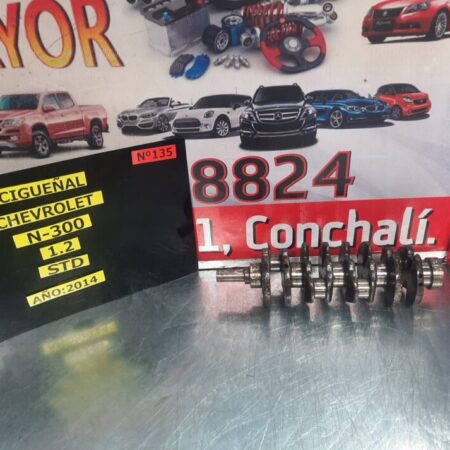 YOR
Nº135
CIGUEÑAL
CHEVROLET
N-300
1.2
STD
AÑO:2014
8824
1, Conchalí.